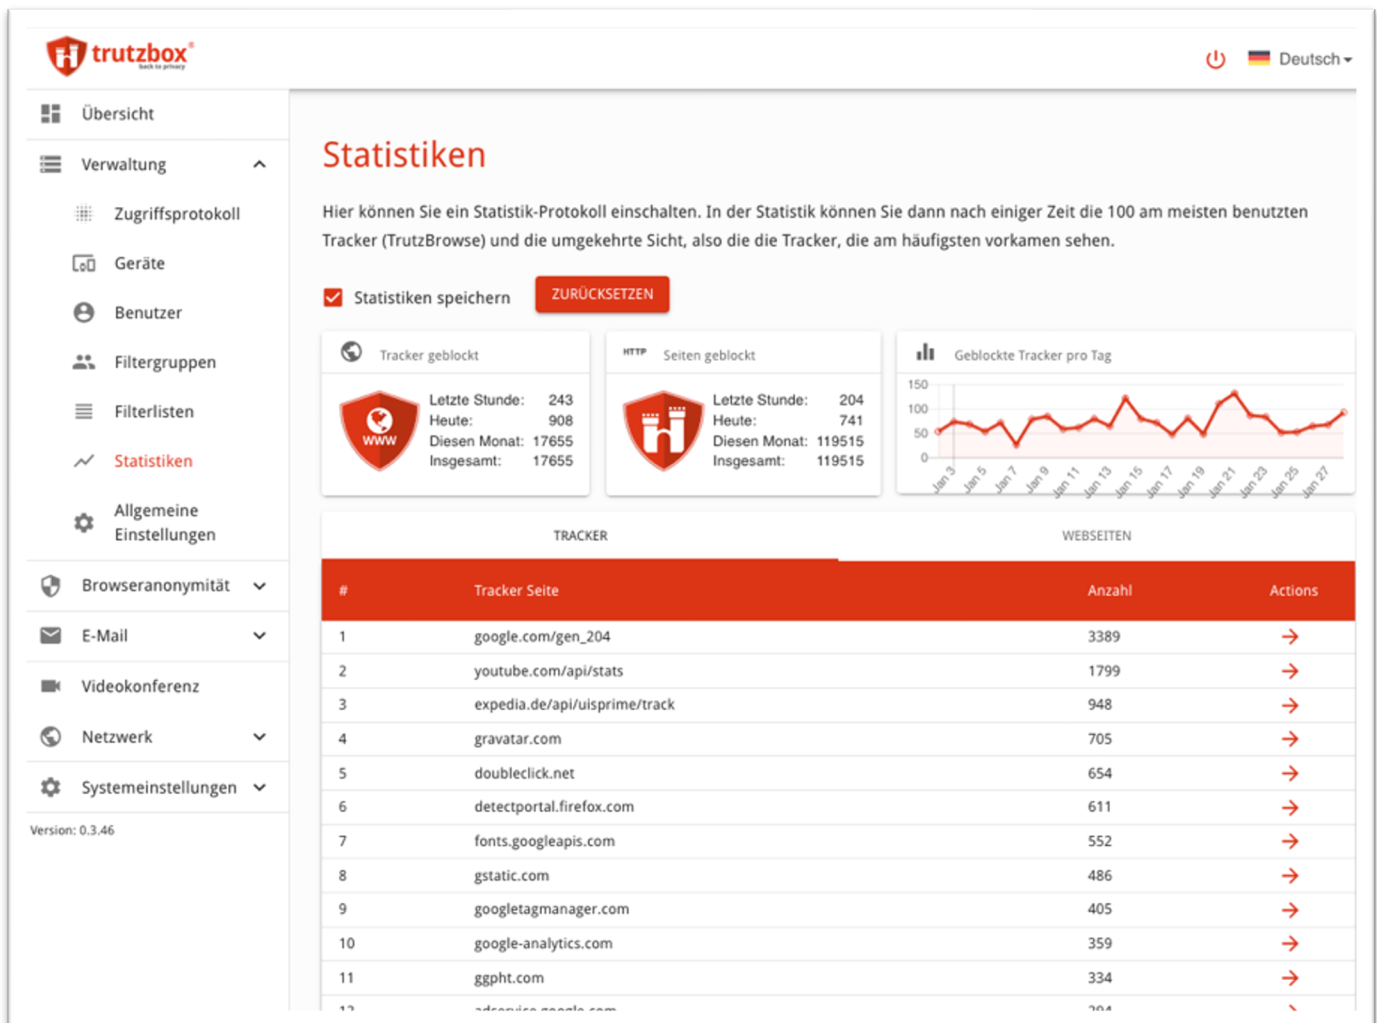 trutzbox®
back to privacy
Deutsch
Übersicht
Verwaltung
Zugriffsprotokoll
Geräte
Benutzer
Filtergruppen
Filterlisten
Statistiken
Allgemeine
Einstellungen
Browseranonymität
E-Mail
Videokonferenz
Netzwerk
Systemeinstellungen
Version: 0.3.46
Statistiken
Hier können Sie ein Statistik-Protokoll einschalten. In der Statistik können Sie dann nach einiger Zeit die 100 am meisten benutzten
Tracker (TrutzBrowse) und die umgekehrte Sicht, also die die Tracker, die am häufigsten vorkamen sehen.
Statistiken speichern
ZURÜCKSETZEN
Tracker geblockt
WWW
Letzte Stunde: 243
Heute: 908
Diesen Monat: 17655
Insgesamt: 17655
HTTP Seiten geblockt
Letzte Stunde: 204
Heute: 741
Diesen Monat: 119515
Insgesamt: 119515
Geblockte Tracker pro Tag
150
100
50
0
Jan 3 Jan 5 Jan 7 Jan 9 Jan 11 Jan 13 Jan 15 Jan 17 Jan 19 Jan 21 Jan 23 Jan 25 Jan 27
TRACKER WEBSEITEN
# Tracker Seite Anzahl Actions
1 google.com/gen_204 3389
2 youtube.com/api/stats 1799
3 expedia.de/api/uisprime/track 948
4 gravatar.com 705
5 doubleclick.net 654
6 detectportal.firefox.com 611
7 fonts.googleapis.com 552
8 gstatic.com 486
9 googletagmanager.com 405
10 google-analytics.com 359
11 ggpht.com 334
12 adservice.google.com